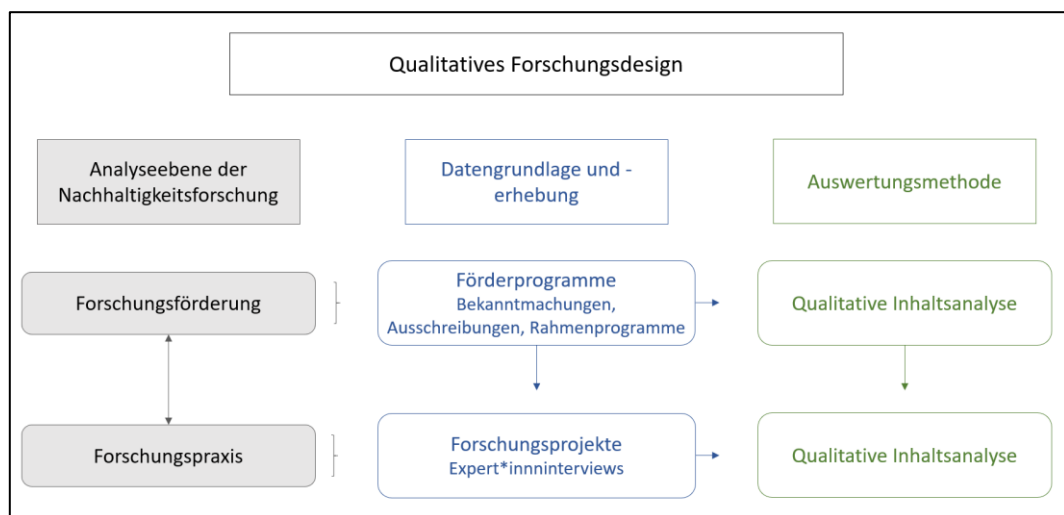 Qualitatives Forschungsdesign
Analyseebene der
Nachhaltigkeitsforschung
Datengrundlage und -
erhebung
Auswertungsmethode
Forschungsförderung
Förderprogramme
Bekanntmachungen,
Ausschreibungen, Rahmenprogramme
Qualitative Inhaltsanalyse
Forschungspraxis
Forschungsprojekte
Expert*innninterviews
Qualitative Inhaltsanalyse